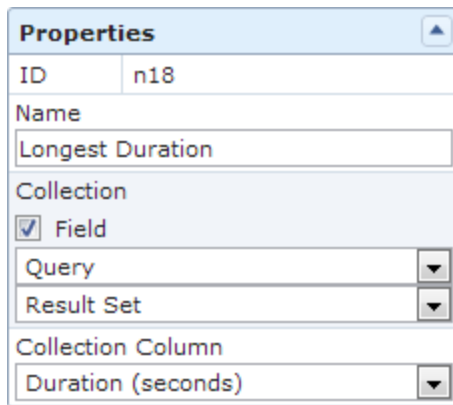 Properties
ID n18
Name
Longest Duration
Collection
Field
Query
Result Set
Collection Column
Duration (seconds)